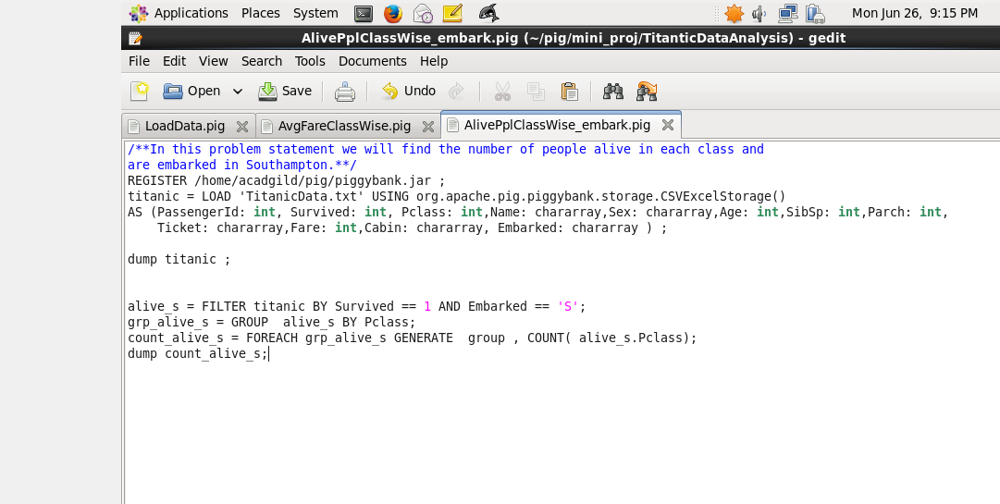 Applications Places System Mon Jun 26, 9:15 PM
AlivePplClassWise_embark.pig (~/pig/mini_proj/TitanticDataAnalysis) - gedit
File Edit View Search Tools Documents Help
Open Save Undo
LoadData.pig AvgFareClassWise.pig AlivePplClassWise_embark.pig
/**In this problem statement we will find the number of people alive in each class and
are embarked in Southampton.**/
REGISTER /home/acadgild/pig/piggybank.jar ;
titanic = LOAD 'TitanicData.txt' USING org.apache.pig.piggybank.storage.CSVExcelStorage()
AS (PassengerId: int, Survived: int, Pclass: int,Name: chararray,Sex: chararray,Age: int,SibSp: int,Parch: int,
    Ticket: chararray,Fare: int,Cabin: chararray, Embarked: chararray ) ;
dump titanic ;
alive_s = FILTER titanic BY Survived == 1 AND Embarked == 'S';
grp_alive_s = GROUP  alive_s BY Pclass;
count_alive_s = FOREACH grp_alive_s GENERATE  group , COUNT( alive_s.Pclass);
dump count_alive_s;